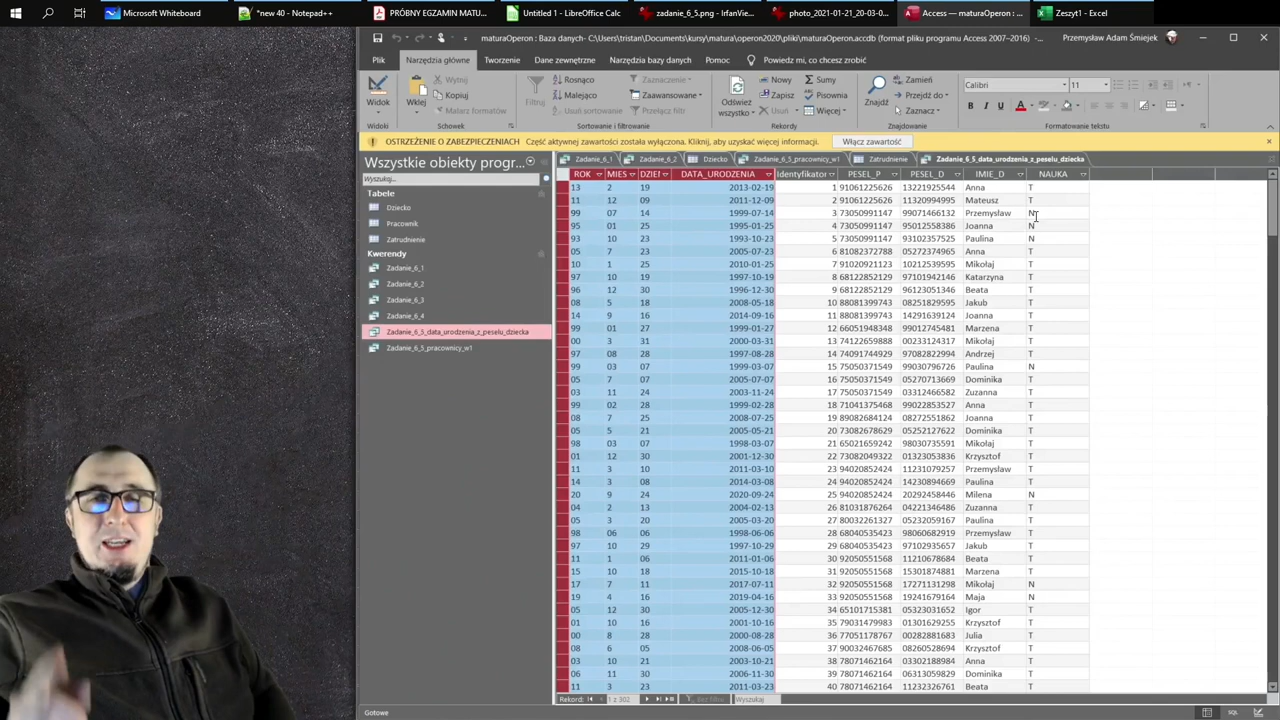 Microsoft Whiteboard
*new 40 - Notepad++
PRÓBNY EGZAMIN MATU...
Untitled 1 - LibreOffice Calc
zadanie_6_5.png - IrfanView
photo_2021-01-21_20-03-0...
Access — maturaOperon : ...
Zeszyt1 - Excel
maturaOperon : Baza danych- C:\Users\tristan\Documents\kursy\matura\operon2020\pliki\maturaOperon.accdb (format pliku programu Access 2007–2016) -...
Przemysław Adam Śmiejek
Plik
Narzędzia główne
Tworzenie
Dane zewnętrzne
Narzędzia bazy danych
Pomoc
Powiedz mi, co chcesz zrobić
Widok
Wklej
Wytnij
Kopiuj
Malarz formatów
Filtruj
Rosnąco
Malejąco
Usuń sortowanie
Zaznaczenie
Zaawansowane
Przełącz filtr
Odśwież wszystko
Nowy
Zapisz
Usuń
Sumy
Pisownia
Więcej
Znajdź
Zamień
Przejdź do
Zaznacz
Calibri
11
B I U
Widoki
Schowek
Sortowanie i filtrowanie
Rekordy
Znajdowanie
Formatowanie tekstu
OSTRZEŻENIE O ZABEZPIECZENIACH Część aktywnej zawartości została wyłączona. Kliknij, aby uzyskać więcej informacji. Włącz zawartość
Wszystkie obiekty progr...
Wyszukaj...
Tabele
Dziecko
Pracownik
Zatrudnienie
Kwerendy
Zadanie_6_1
Zadanie_6_2
Zadanie_6_3
Zadanie_6_4
Zadanie_6_5_data_urodzenia_z_peselu_dziecka
Zadanie_6_5_pracownicy_w1
Zadanie_6_1 Zadanie_6_2 Dziecko Zadanie_6_5_pracownicy_w1 Zatrudnienie Zadanie_6_5_data_urodzenia_z_peselu_dziecka
ROK MIES DZIEŃ DATA_URODZENIA Identyfikator PESEL_P PESEL_D IMIE_D NAUKA
13 2 19 2013-02-19 1 91061225626 13221925544 Anna T
11 12 09 2011-12-09 2 91061225626 11320994995 Mateusz T
99 07 14 1999-07-14 3 73050991147 99071466132 Przemysław N
95 01 25 1995-01-25 4 73050991147 95012558386 Joanna N
93 10 23 1993-10-23 5 73050991147 93102357525 Paulina N
05 7 23 2005-07-23 6 81082372788 05272374965 Anna T
10 1 25 2010-01-25 7 91020921123 10212539595 Mikołaj T
97 10 19 1997-10-19 8 68122852129 97101942146 Katarzyna T
96 12 30 1996-12-30 9 68122852129 96123051346 Beata T
08 5 18 2008-05-18 10 88081399743 08251829595 Jakub T
14 9 16 2014-09-16 11 88081399743 14291639124 Joanna T
99 01 27 1999-01-27 12 66051948348 99012745481 Marzena T
00 3 31 2000-03-31 13 74122659888 00233124317 Mikołaj T
97 08 28 1997-08-28 14 74091744929 97082822994 Andrzej T
99 03 07 1999-03-07 15 75050371549 99030796726 Paulina N
05 7 07 2005-07-07 16 75050371549 05270713669 Dominika T
03 11 24 2003-11-24 17 75050371549 03312466582 Zuzanna T
99 02 28 1999-02-28 18 71041375468 99022853527 Anna T
08 7 25 2008-07-25 19 89082684124 08272551862 Joanna T
05 5 21 2005-05-21 20 73082678629 05252127622 Dominika T
98 03 07 1998-03-07 21 65021659242 98030735591 Mikołaj T
01 12 30 2001-12-30 22 73082049322 01323053836 Krzysztof T
11 3 10 2011-03-10 23 94020852624 11231079257 Przemysław T
14 3 08 2014-03-08 24 94020852624 14230894669 Paulina T
20 9 24 2020-09-24 25 94020852624 20292458446 Milena N
04 2 13 2004-02-13 26 81031876264 04221346486 Zuzanna T
05 3 20 2005-03-20 27 80032261327 05232059167 Paulina T
98 06 06 1998-06-06 28 68040535970 98060682919 Przemysław T
97 10 29 1997-10-29 29 68040535970 97102935657 Jakub T
11 1 06 2011-01-06 30 92050551568 11210678684 Beata T
15 10 18 2015-10-18 31 92050551568 15301874881 Marzena T
17 7 11 2017-07-11 32 92050551568 17271131298 Mikołaj N
19 4 16 2019-04-16 33 92050551568 19241679164 Maja N
05 12 30 2005-12-30 34 65101715381 05323031652 Igor T
01 10 16 2001-10-16 35 79031479983 01301629255 Krzysztof T
00 8 28 2000-08-28 36 77051178767 00282881683 Julia T
08 6 05 2008-06-05 37 90032467685 08260528694 Krzysztof T
03 10 21 2003-10-21 38 78071462164 03302188984 Anna T
06 11 30 2006-11-30 39 78071462164 06313059829 Dominika T
11 3 23 2011-03-23 40 78071462164 11232326761 Beata T
Rekord: 1 z 302 Bez filtru Wyszukaj
Gotowe
SQL